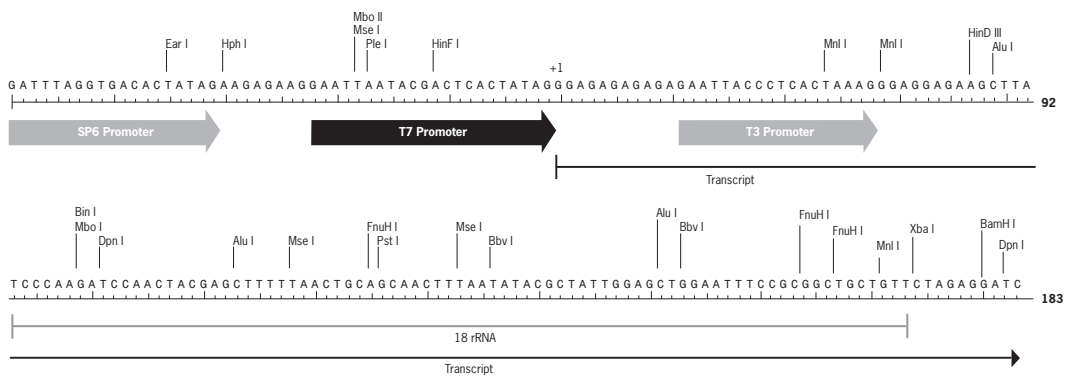 Mbo II
Mse I
Ear I Hph I Ple I HinF I Mnl I Mnl I HinD III
Alu I
+1
G A T T T A G G T G A C A C T A T A G A A G A G A A G G A A T T A A T A C G A C T C A C T A T A G G G A G A G A G A G A G A A T T A C C C T C A C T A A A G G G A G G A G A A G C T T A
92
SP6 Promoter T7 Promoter T3 Promoter
Transcript
Bin I
Mbo I
Dpn I Alu I Mse I FnuH I
Pst I Mse I
Bbv I Alu I
Bbv I FnuH I
FnuH I
Mnl I Xba I BamH I
Dpn I
T C C C A A G A T C C A A C T A C G A G C T T T T T A A C T G C A G C A A C T T T A A T A T A C G C T A T T G G A G C T G G A A T T T C C G C G G C T G C T G T T C T A G A G G A T C
183
18 rRNA
Transcript